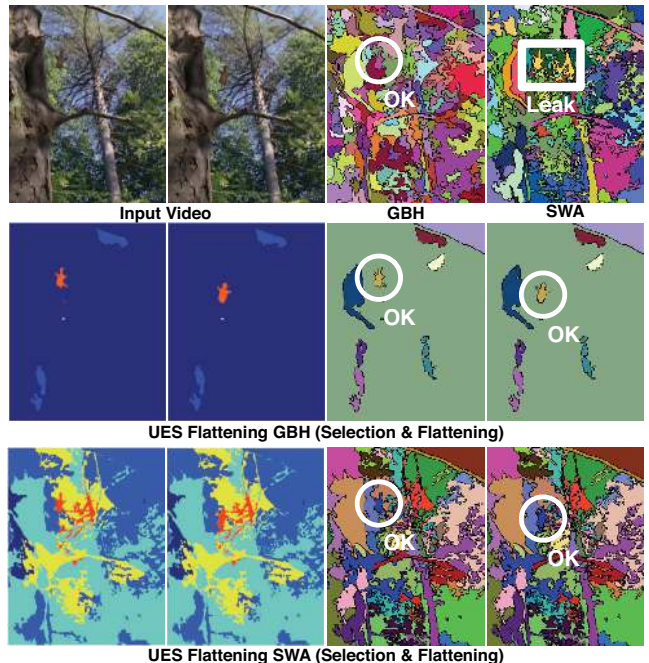 OK
Leak
Input Video GBH SWA
OK OK
UES Flattening GBH (Selection & Flattening)
OK OK
UES Flattening SWA (Selection & Flattening)